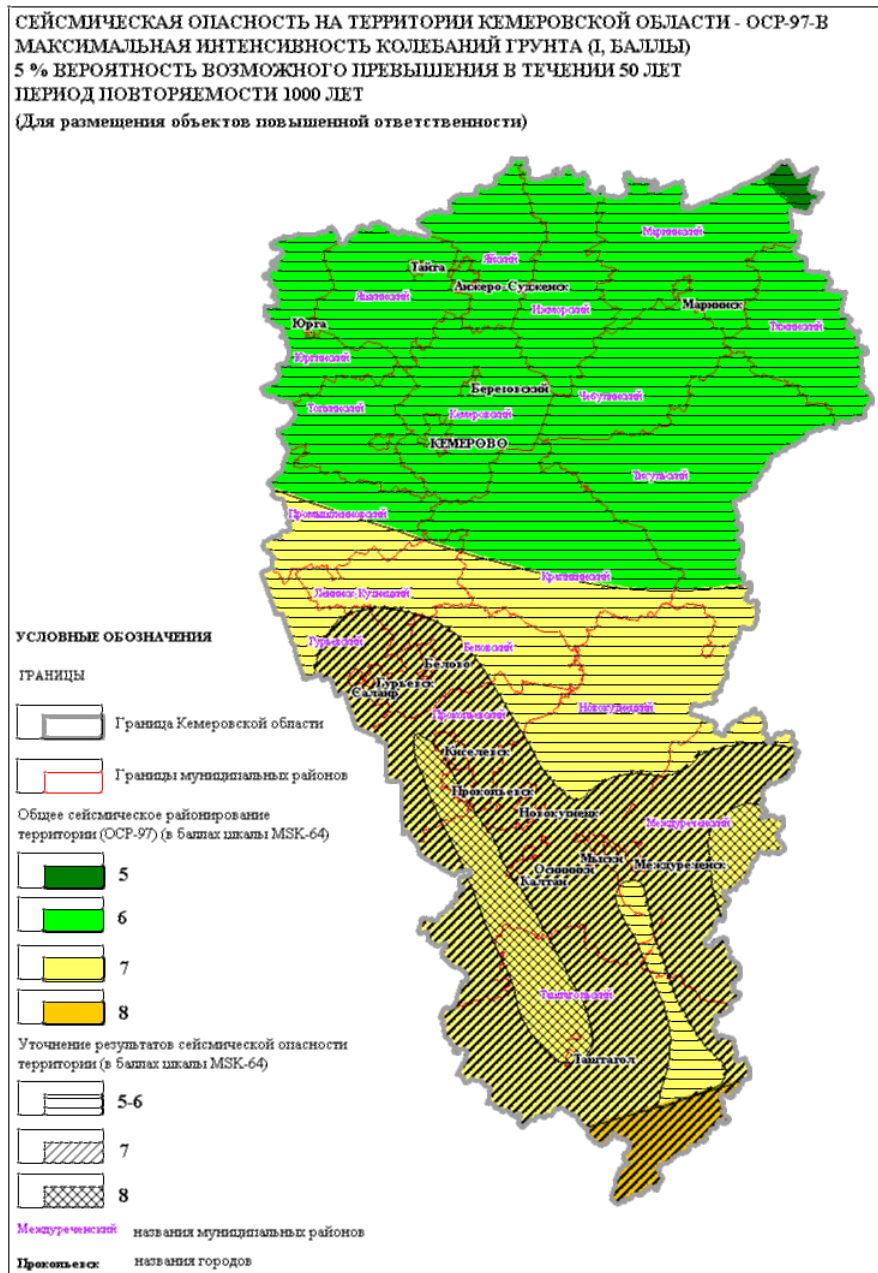 СЕЙСМИЧЕСКАЯ ОПАСНОСТЬ НА ТЕРРИТОРИИ КЕМЕРОВСКОЙ ОБЛАСТИ - ОСР-97-В
МАКСИМАЛЬНАЯ ИНТЕНСИВНОСТЬ КОЛЕБАНИЙ ГРУНТА (I, БАЛЛЫ)
5 % ВЕРОЯТНОСТЬ ВОЗМОЖНОГО ПРЕВЫШЕНИЯ В ТЕЧЕНИИ 50 ЛЕТ
ПЕРИОД ПОВТОРЯЕМОСТИ 1000 ЛЕТ
(Для размещения объектов повышенной ответственности)
Мариинский
Яйский
Тайга
Анжеро-Судженск
Яшкинский
Ижморский
Мариинск
Юрга
Тяжинский
Юргинский
Березовский
Чебулинский
Топкинский
Кемеровский
КЕМЕРОВО
Тисульский
Промышленновский
Крапивинский
Ленинск-Кузнецкий
Гурьевский
Беловский
Белово
Гурьевск
Салаир
Новокузнецкий
Прокопьевский
Киселевск
Прокопьевск
Новокузнецк
Междуреченский
Мыски
Междуреченск
Осинники
Калтан
Таштагольский
Таштагол
УСЛОВНЫЕ ОБОЗНАЧЕНИЯ
ГРАНИЦЫ
Граница Кемеровской области
Границы муниципальных районов
Общее сейсмическое районирование
территории (ОСР-97) (в баллах шкалы MSK-64)
5
6
7
8
Уточнение результатов сейсмической опасности
территории (в баллах шкалы MSK-64)
5-6
7
8
Междуреченский названия муниципальных районов
Прокопьевск названия городов